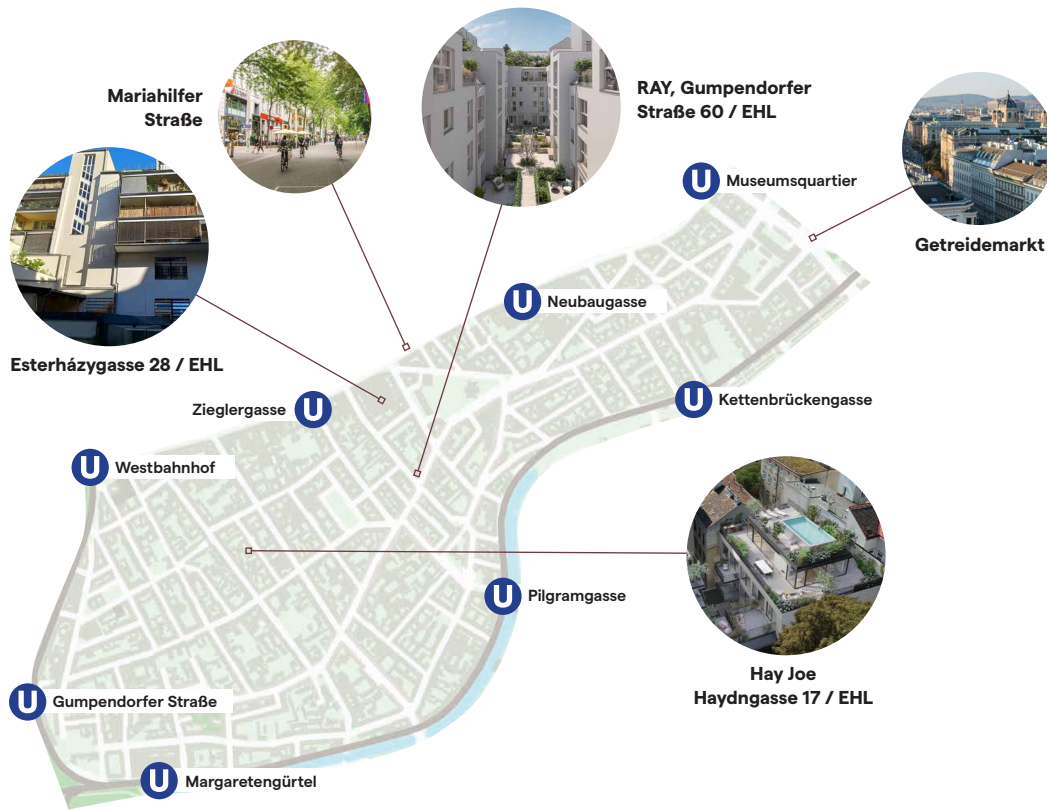 Mariahilfer
Straße
RAY, Gumpendorfer
Straße 60 / EHL
U Museumsquartier
Getreidemarkt
U Neubaugasse
Esterházygasse 28 / EHL
Zieglergasse U
U Kettenbrückengasse
U Westbahnhof
U Pilgramgasse
Hay Joe
Haydngasse 17 / EHL
U Gumpendorfer Straße
U Margaretengürtel